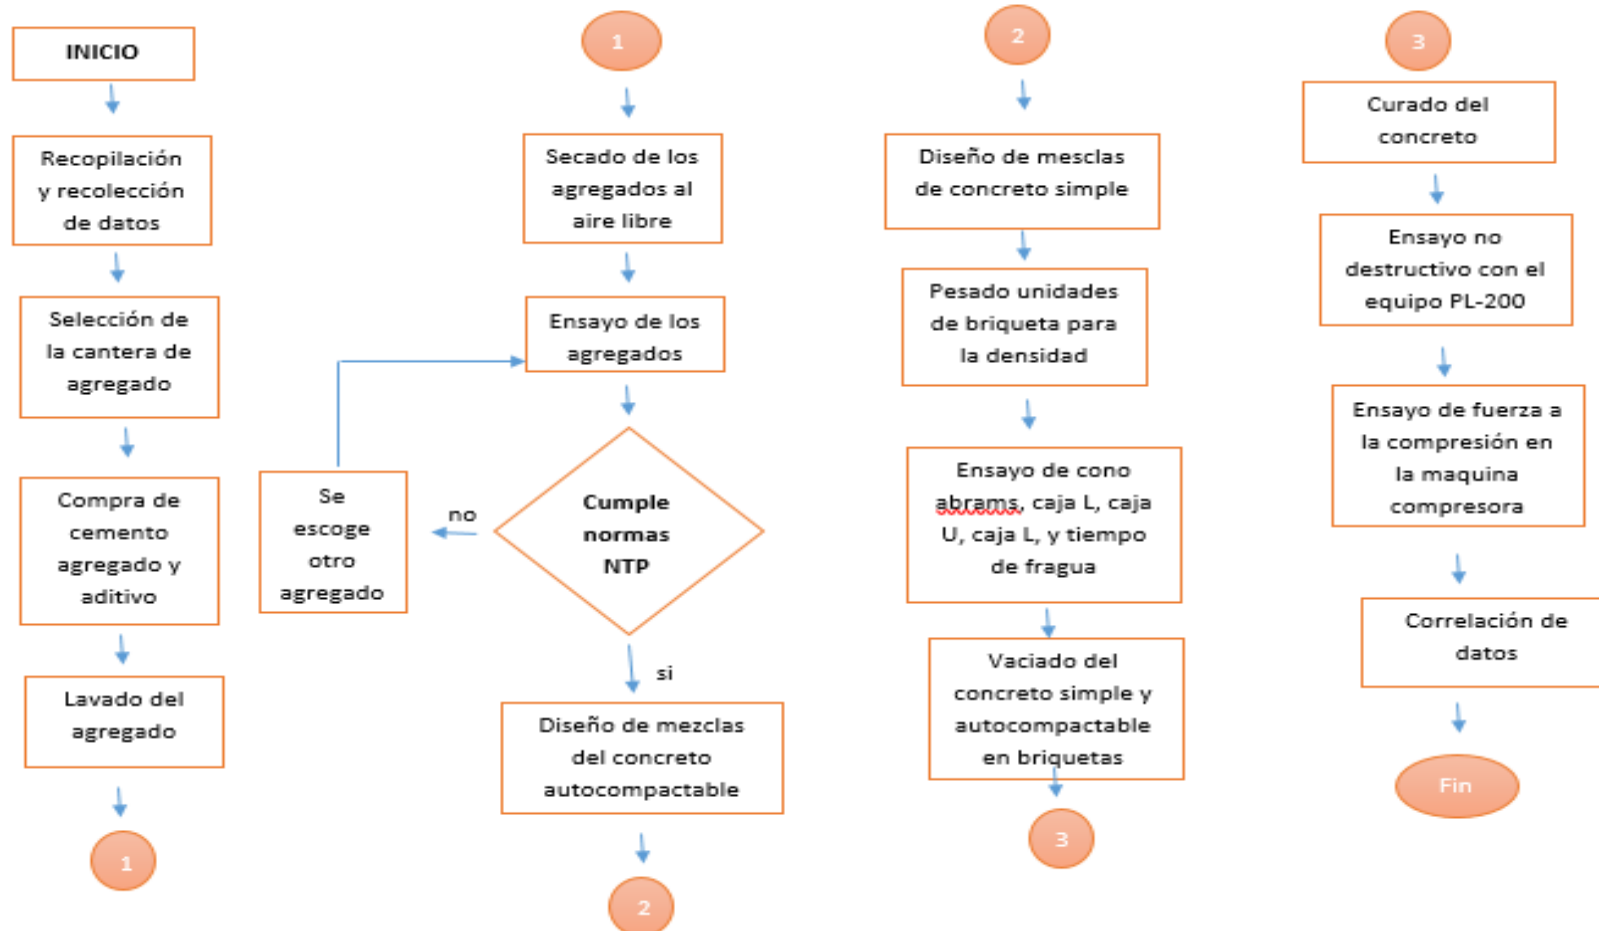 INICIO
Recopilación
y recolección
de datos
Selección de
la cantera de
agregado
Compra de
cemento
agregado y
aditivo
Lavado del
agregado
1
1
Secado de los
agregados al
aire libre
Ensayo de los
agregados
Cumple
normas
NTP
no
Se
escoge
otro
agregado
si
Diseño de mezclas
del concreto
autocompactable
2
2
Diseño de mesclas
de concreto simple
Pesado unidades
de briqueta para
la densidad
Ensayo de cono
abrams, caja L, caja
U, caja L, y tiempo
de fragua
Vaciado del
concreto simple y
autocompactable
en briquetas
3
3
Curado del
concreto
Ensayo no
destructivo con el
equipo PL-200
Ensayo de fuerza a
la compresión en
la maquina
compresora
Correlación de
datos
Fin